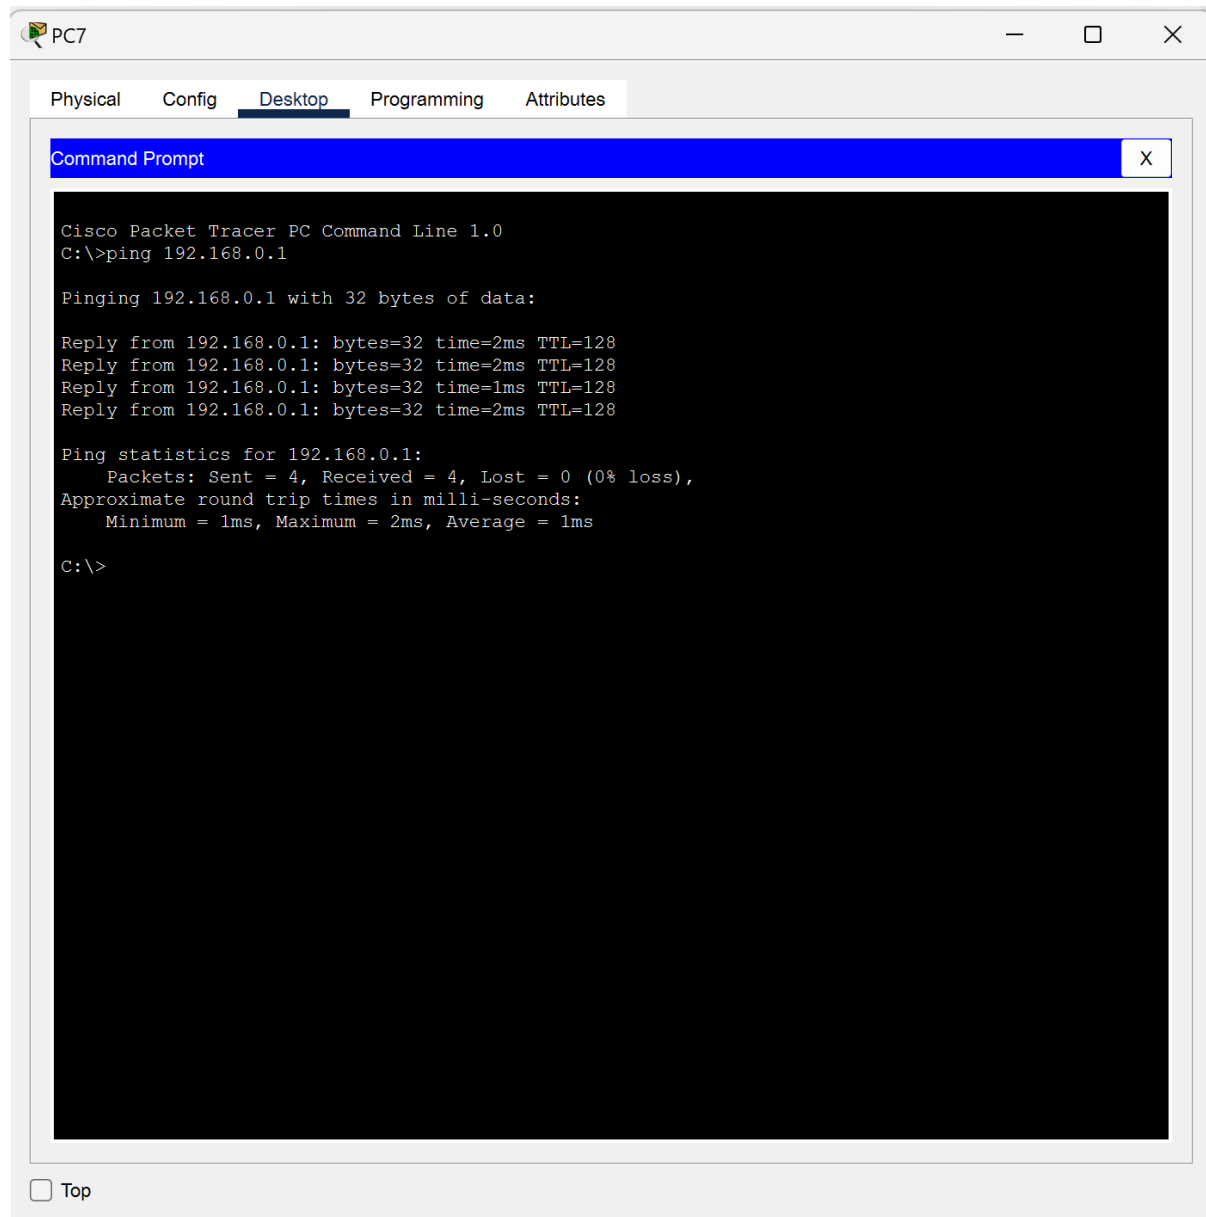 PC7
Physical Config Desktop Programming Attributes
Command Prompt X
Cisco Packet Tracer PC Command Line 1.0
C:\>ping 192.168.0.1
Pinging 192.168.0.1 with 32 bytes of data:
Reply from 192.168.0.1: bytes=32 time=2ms TTL=128
Reply from 192.168.0.1: bytes=32 time=2ms TTL=128
Reply from 192.168.0.1: bytes=32 time=1ms TTL=128
Reply from 192.168.0.1: bytes=32 time=2ms TTL=128
Ping statistics for 192.168.0.1:
    Packets: Sent = 4, Received = 4, Lost = 0 (0% loss),
Approximate round trip times in milli-seconds:
    Minimum = 1ms, Maximum = 2ms, Average = 1ms
C:\>
Top